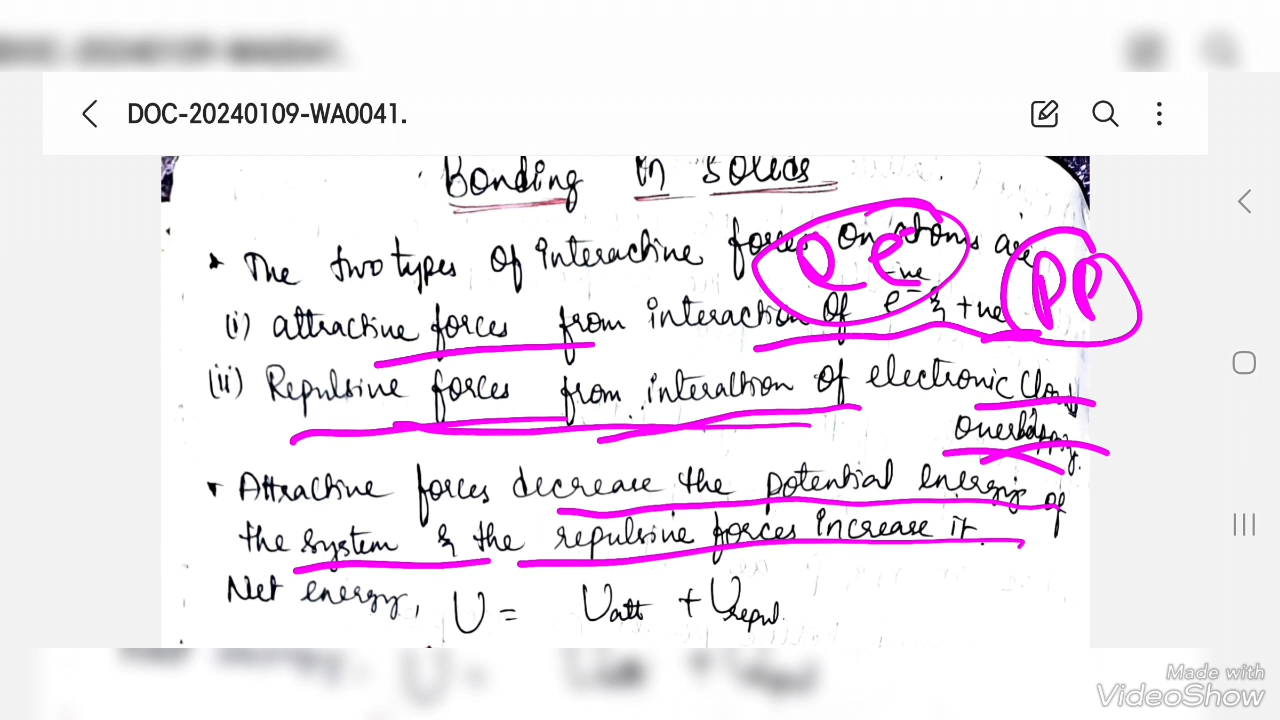 DOC-20240109-WA0041.
Bonding in solids
The two types of interactive forces on atoms are
-ve
(i) attractive forces from interaction of e⁻ & +ve
(ii) Repulsive forces from interaction of electronic cloud
overlapping.
Attractive forces decrease the potential energy of
the system & the repulsive forces increase it.
Net energy, U = Uatt + Urepul.
e e
P P
Made with
VideoShow